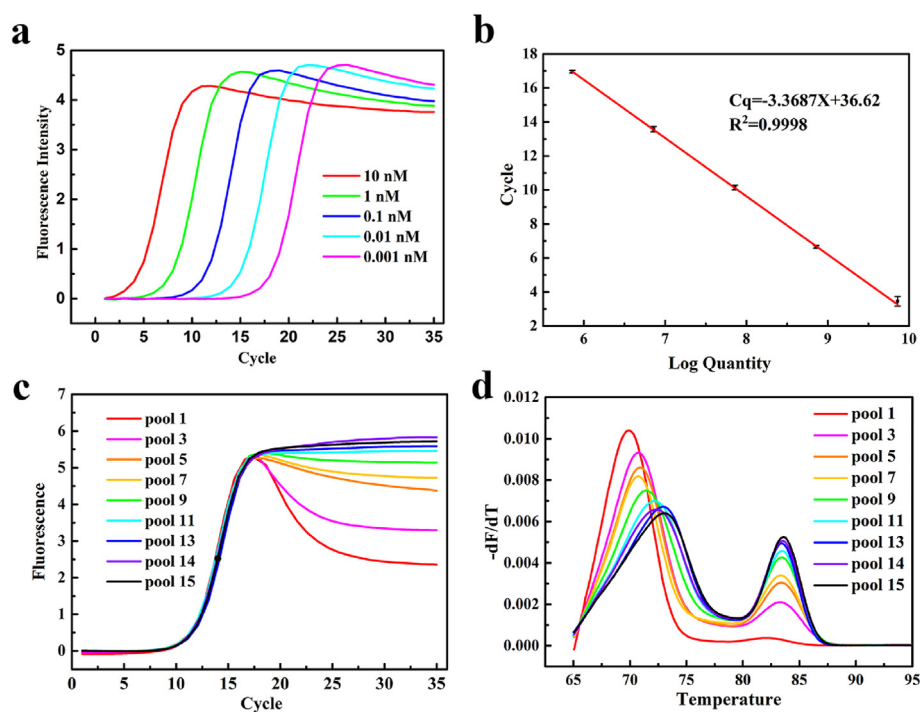 a
5
4
3
2
1
0
Fluorescence Intensity
10 nM
1 nM
0.1 nM
0.01 nM
0.001 nM
0 5 10 15 20 25 30 35
Cycle
b
18
16
14
12
10
8
6
4
2
Cycle
Cq=-3.3687X+36.62
R²=0.9998
6 7 8 9 10
Log Quantity
c
7
6
5
4
3
2
1
0
Fluorescence
pool 1
pool 3
pool 5
pool 7
pool 9
pool 11
pool 13
pool 14
pool 15
0 5 10 15 20 25 30 35
Cycle
d
0.012
0.010
0.008
0.006
0.004
0.002
0.000
-dF/dT
pool 1
pool 3
pool 5
pool 7
pool 9
pool 11
pool 13
pool 14
pool 15
65 70 75 80 85 90 95
Temperature